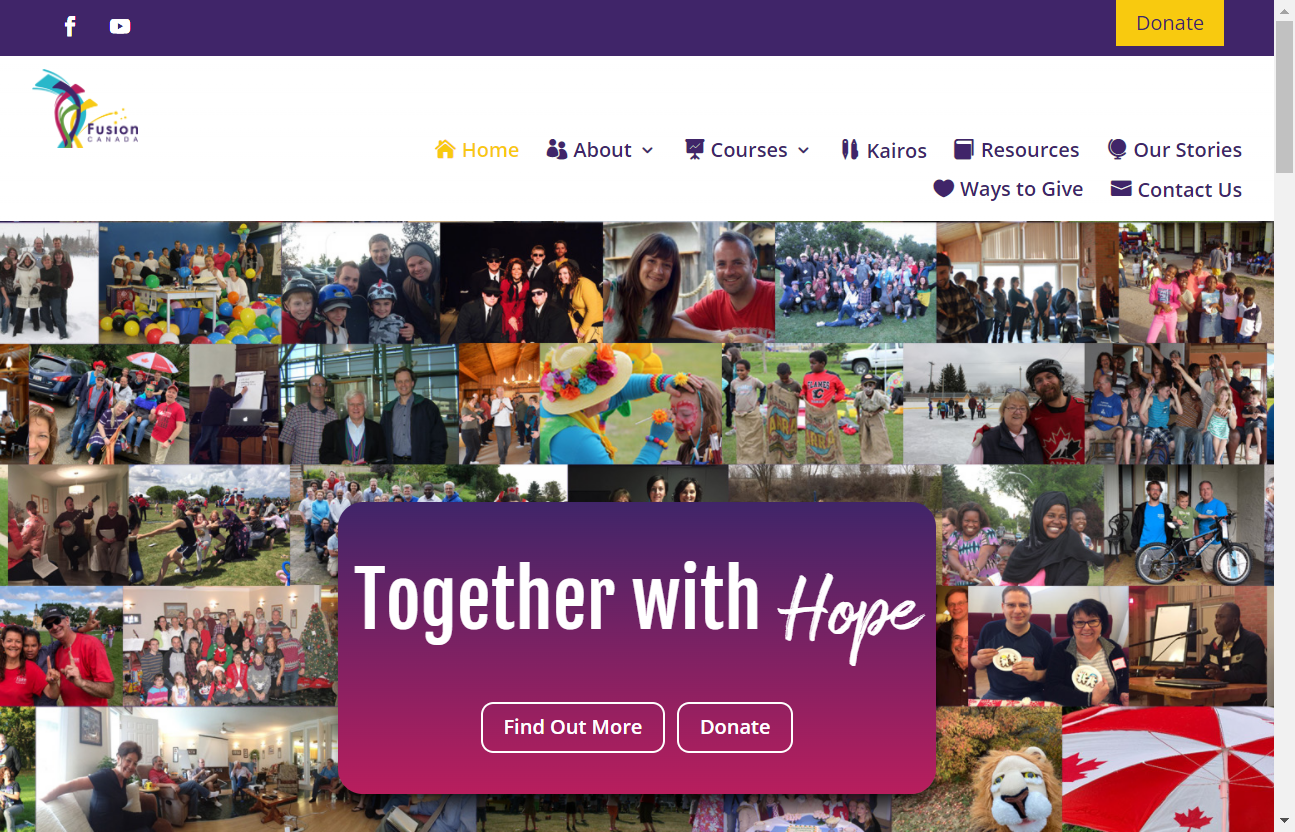 Donate
Fusion
CANADA
Home About Courses Kairos Resources Our Stories
Ways to Give Contact Us
FLAMES
Together with Hope
Find Out More Donate